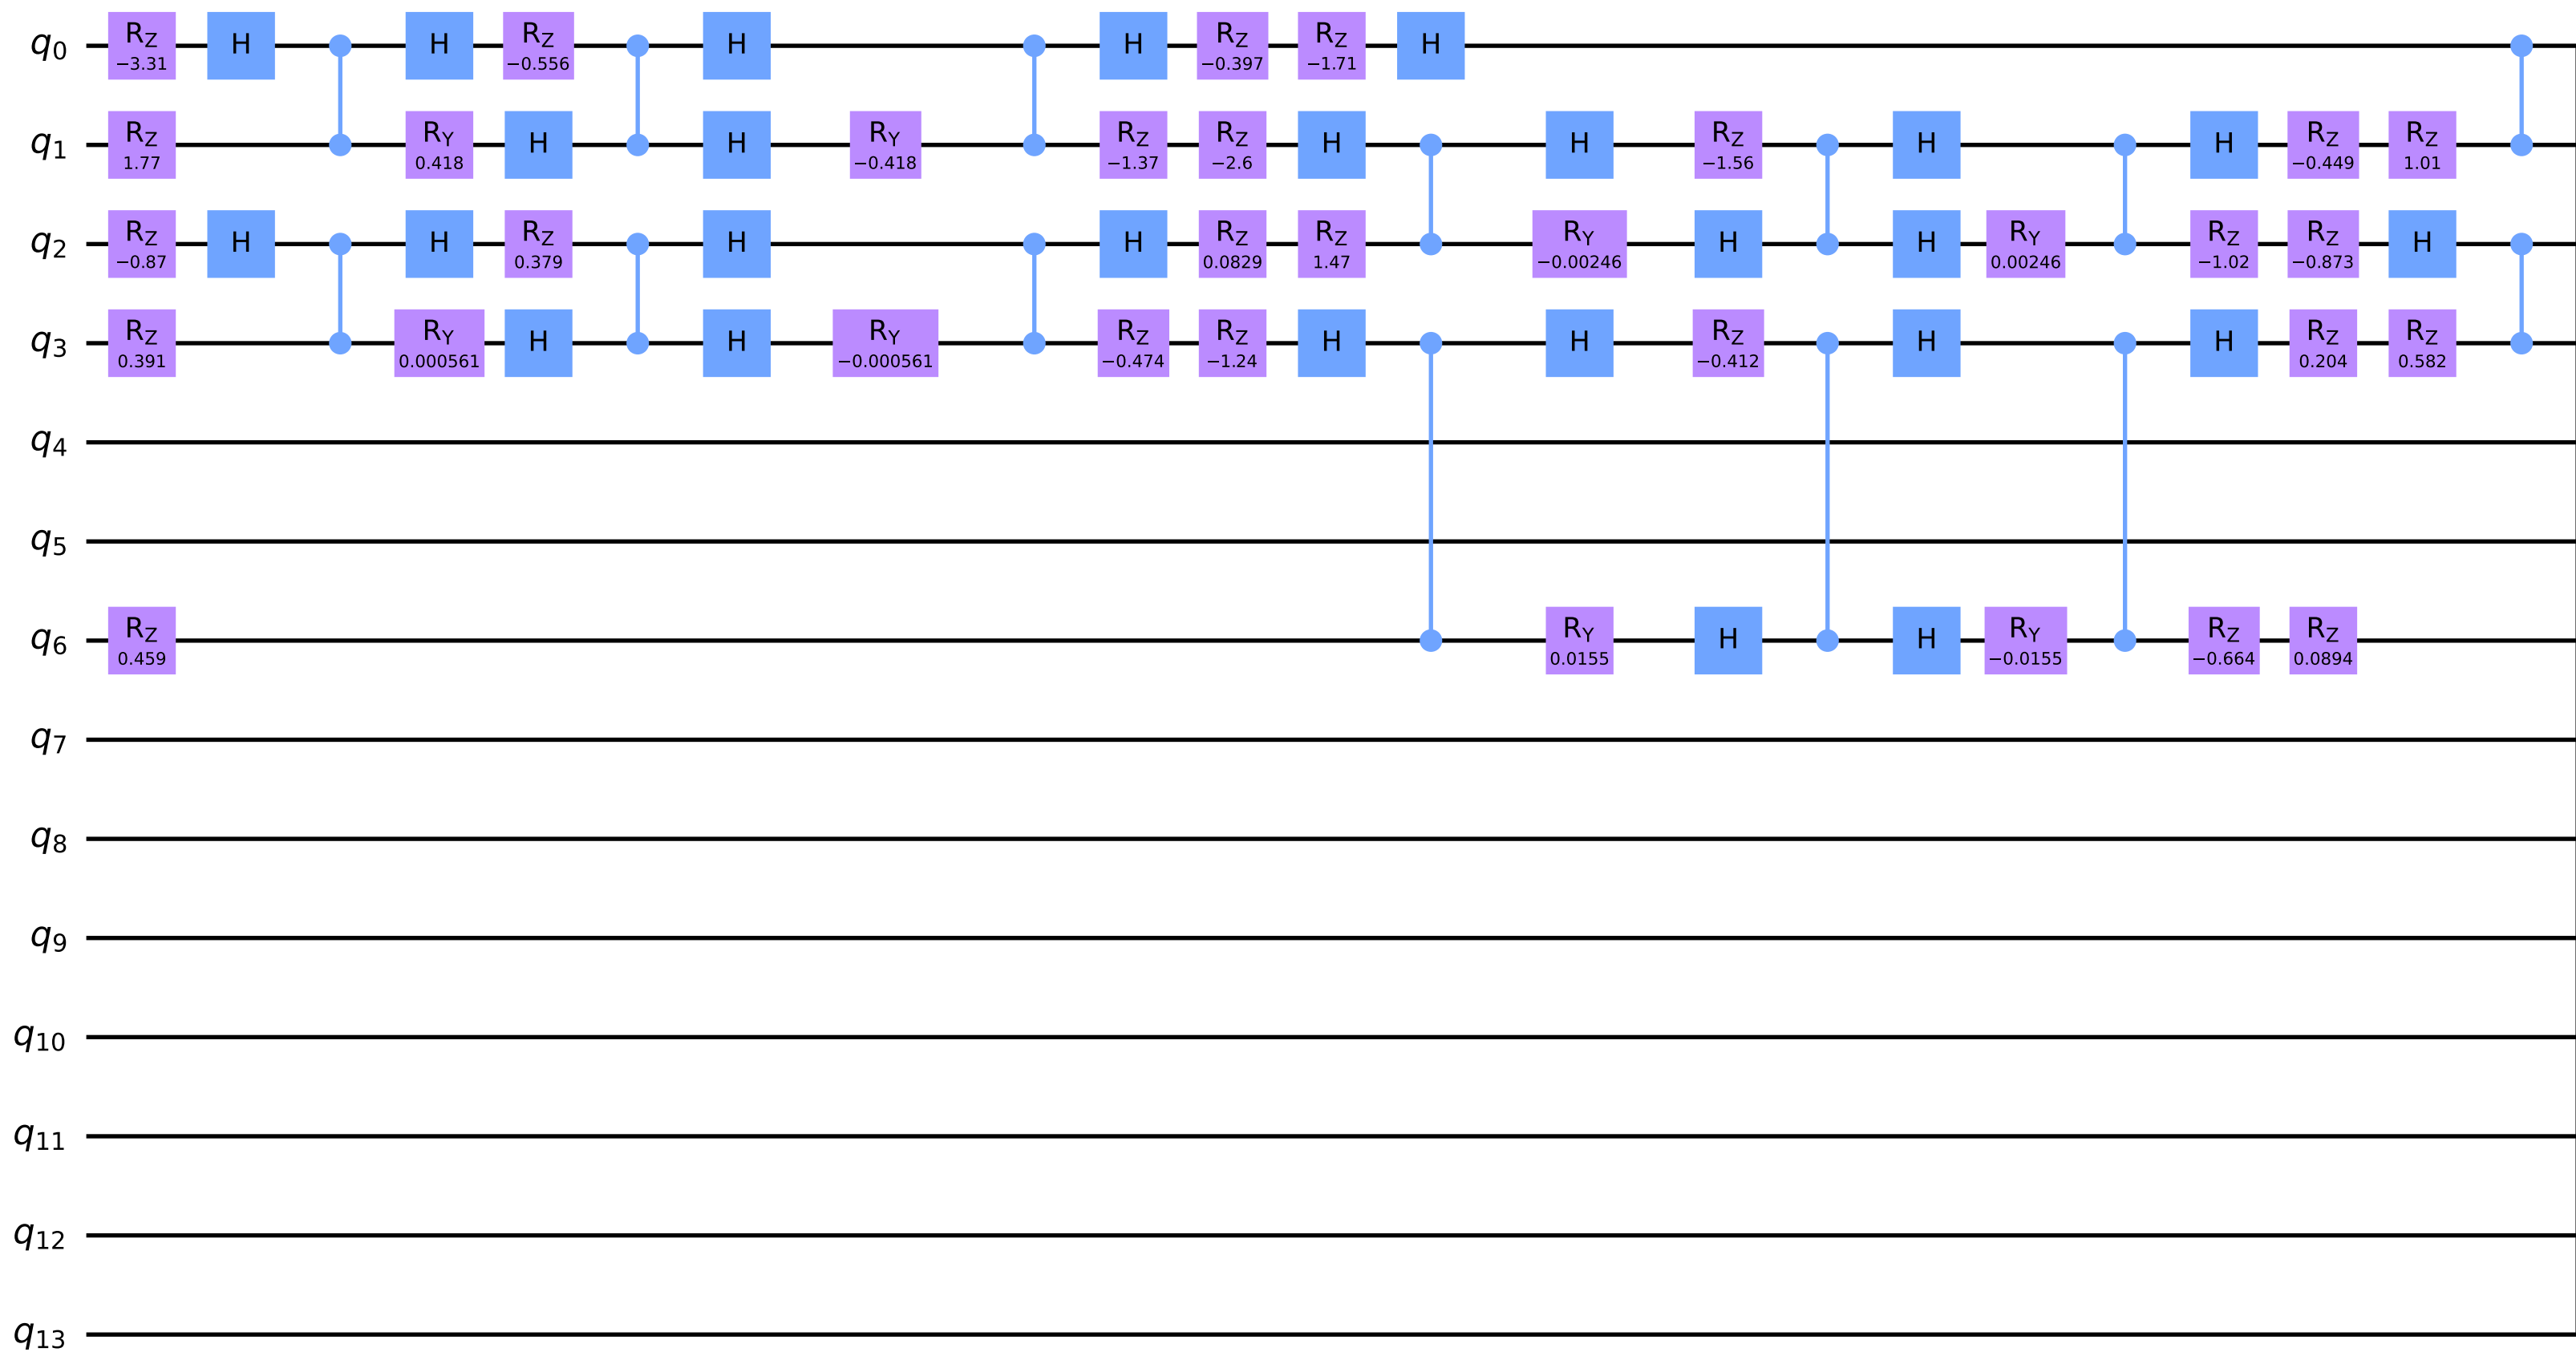 q0 RZ −3.31 H H RZ −0.556 H H RZ −0.397 RZ −1.71 H
q1 RZ 1.77 RY 0.418 H H RY −0.418 RZ −1.37 RZ −2.6 H H RZ −1.56 H H RZ −0.449 RZ 1.01
q2 RZ −0.87 H H RZ 0.379 H H RZ 0.0829 RZ 1.47 RY −0.00246 H H RY 0.00246 RZ −1.02 RZ −0.873 H
q3 RZ 0.391 RY 0.000561 H H RY −0.000561 RZ −0.474 RZ −1.24 H H RZ −0.412 H H RZ 0.204 RZ 0.582
q4
q5
q6 RZ 0.459 RY 0.0155 H H RY −0.0155 RZ −0.664 RZ 0.0894
q7
q8
q9
q10
q11
q12
q13